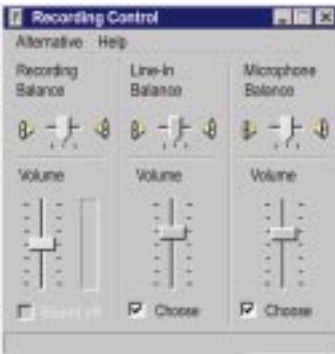 Recording Control
Alternative Help
Recording Balance
Line-In Balance
Microphone Balance
Volume
Volume
Volume
Choose
Choose